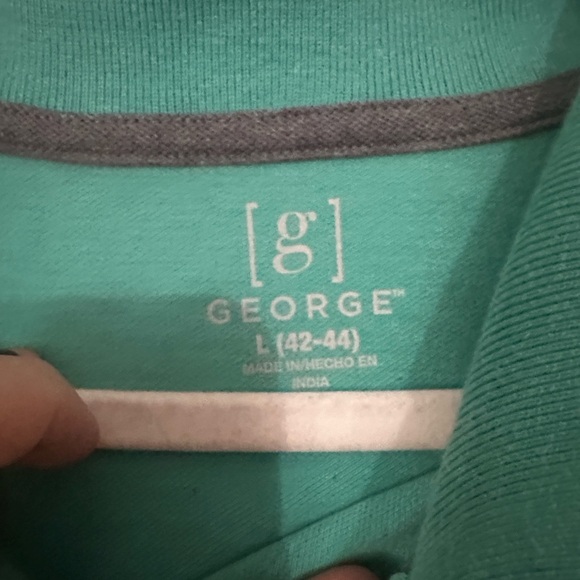 [g]
GEORGE™
L (42-44)
MADE IN/HECHO EN
INDIA